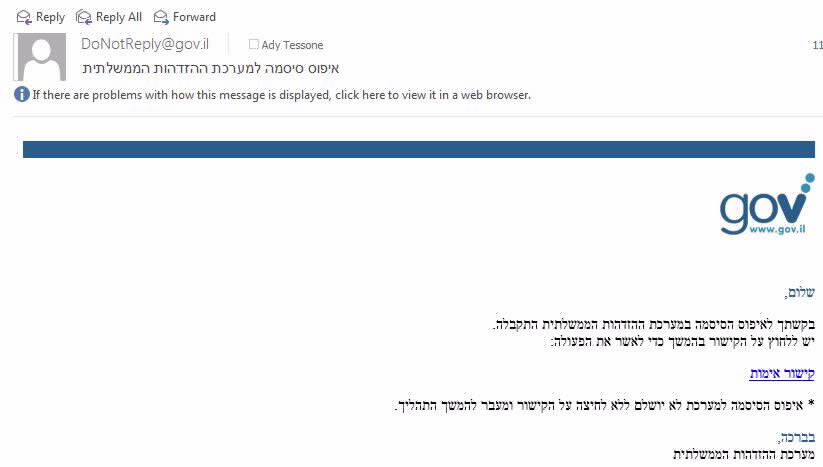 Reply Reply All Forward
DoNotReply@gov.il Ady Tessone 11
איפוס סיסמה למערכת ההזדהות הממשלתית
If there are problems with how this message is displayed, click here to view it in a web browser.
gov
www.gov.il
שלום,
בקשתך לאיפוס הסיסמה במערכת ההזדהות הממשלתית התקבלה.
יש ללחוץ על הקישור בהמשך כדי לאשר את הפעולה:
קישור אימות
* איפוס הסיסמה למערכת לא יושלם ללא לחיצה על הקישור ומעבר להמשך התהליך.
בברכה,
מערכת ההזדהות הממשלתית